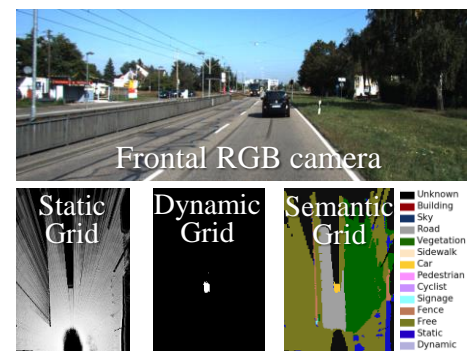 Frontal RGB camera
Static
Grid
Dynamic
Grid
Semantic
Grid
Unknown
Building
Sky
Road
Vegetation
Sidewalk
Car
Pedestrian
Cyclist
Signage
Fence
Free
Static
Dynamic